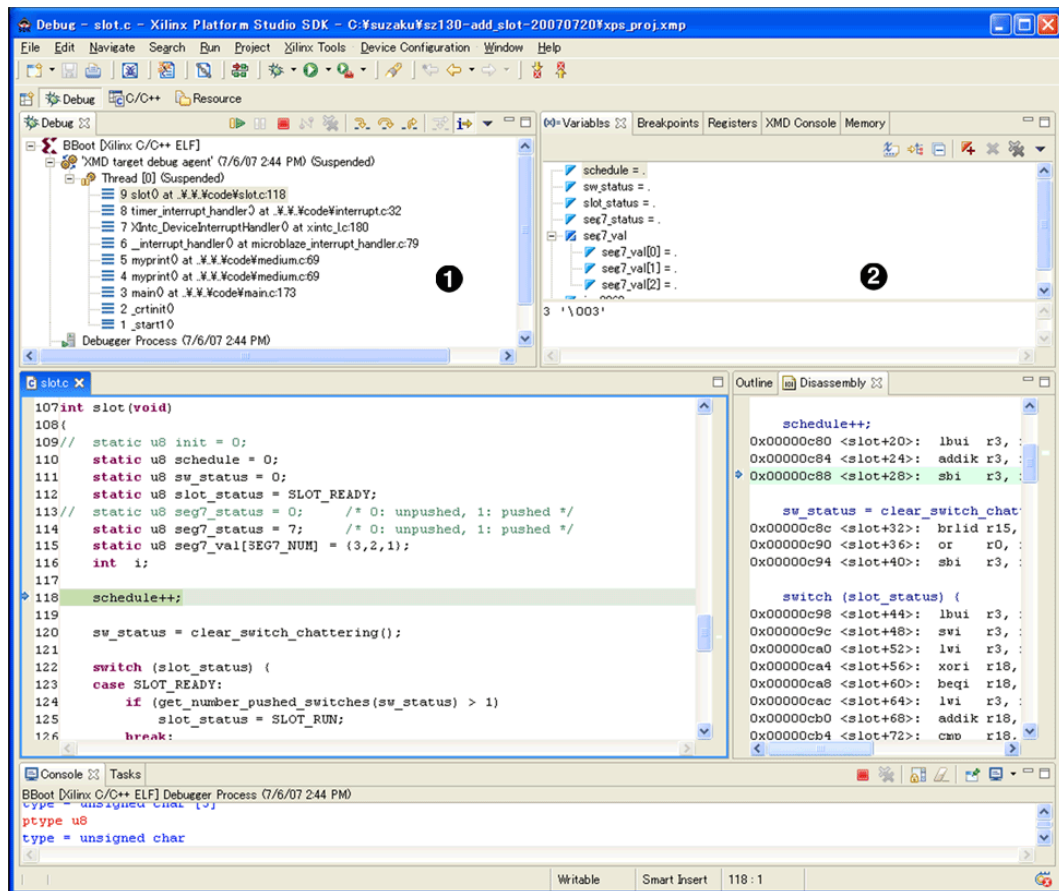 Debug - slot.c - Xilinx Platform Studio SDK - C:¥suzaku¥sz130-add_slot-20070720¥xps_proj.xmp
File Edit Navigate Search Run Project Xilinx Tools Device Configuration Window Help
Debug C/C++ Resource
Debug
BBoot [Xilinx C/C++ ELF]
'XMD target debug agent' (7/6/07 2:44 PM) (Suspended)
Thread [0] (Suspended)
9 slot() at ..¥.¥.¥code¥slot.c:118
8 timer_interrupt_handler() at ..¥.¥.¥code¥interrupt.c:32
7 XIntc_DeviceInterruptHandler() at xintc_l.c:180
6 _interrupt_handler() at microblaze_interrupt_handler.c:79
5 myprint() at ..¥.¥.¥code¥medium.c:69
4 myprint() at ..¥.¥.¥code¥medium.c:69
3 main() at ..¥.¥.¥code¥main.c:173
2 _crtinit()
1 _start1()
Debugger Process (7/6/07 2:44 PM)
1
(x)= Variables Breakpoints Registers XMD Console Memory
schedule = .
sw_status = .
slot_status = .
seg7_status = .
seg7_val
seg7_val[0] = .
seg7_val[1] = .
seg7_val[2] = .
2
3 '\003'
slot.c
107 int slot(void)
108 {
109 // static u8 init = 0;
110 static u8 schedule = 0;
111 static u8 sw_status = 0;
112 static u8 slot_status = SLOT_READY;
113 // static u8 seg7_status = 0; /* 0: unpushed, 1: pushed */
114 static u8 seg7_status = 7; /* 0: unpushed, 1: pushed */
115 static u8 seg7_val[SEG7_NUM] = {3,2,1};
116 int i;
117
118 schedule++;
119
120 sw_status = clear_switch_chattering();
121
122 switch (slot_status) {
123 case SLOT_READY:
124 if (get_number_pushed_switches(sw_status) > 1)
125 slot_status = SLOT_RUN;
126 break;
Outline Disassembly
schedule++;
0x00000c80 <slot+20>: lbui r3,
0x00000c84 <slot+24>: addik r3,
0x00000c88 <slot+28>: sbi r3,
sw_status = clear_switch_chat
0x00000c8c <slot+32>: brlid r15,
0x00000c90 <slot+36>: or r0,
0x00000c94 <slot+40>: sbi r3,
switch (slot_status) {
0x00000c98 <slot+44>: lbui r3,
0x00000c9c <slot+48>: swi r3,
0x00000ca0 <slot+52>: lwi r3,
0x00000ca4 <slot+56>: xori r18,
0x00000ca8 <slot+60>: beqi r18,
0x00000cac <slot+64>: lwi r3,
0x00000cb0 <slot+68>: addik r18,
0x00000cb4 <slot+72>: cmp r18,
Console Tasks
BBoot [Xilinx C/C++ ELF] Debugger Process (7/6/07 2:44 PM)
type = unsigned char [3]
ptype u8
type = unsigned char
Writable Smart Insert 118 : 1